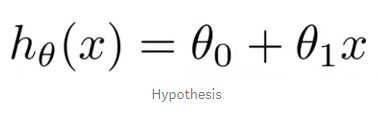 hθ(x) = θ₀ + θ₁x
Hypothesis